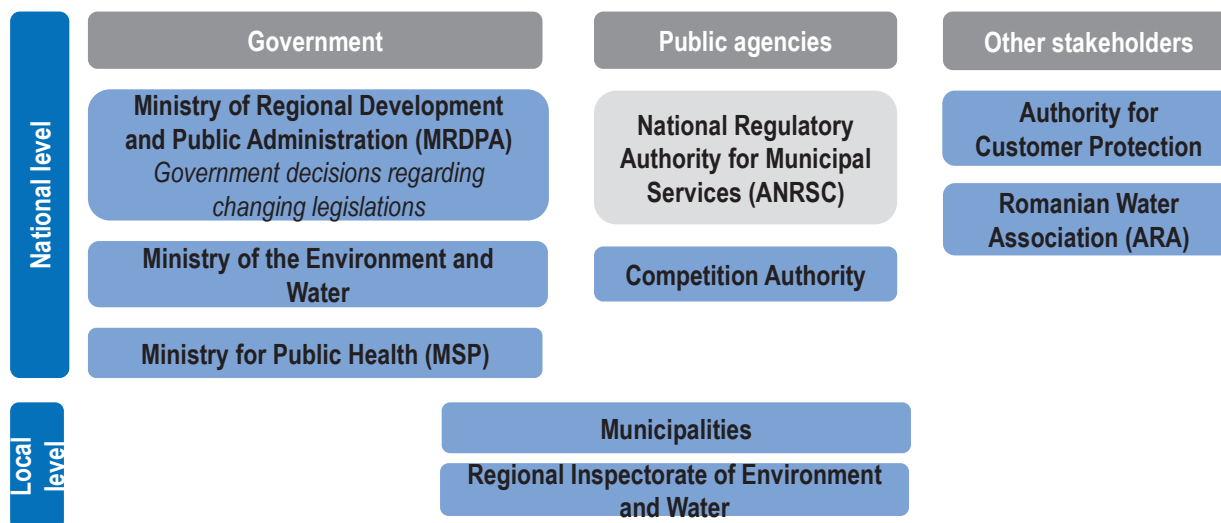 Government
Public agencies
Other stakeholders
National level
Ministry of Regional Development
and Public Administration (MRDPA)
Government decisions regarding
changing legislations
Ministry of the Environment and
Water
Ministry for Public Health (MSP)
National Regulatory
Authority for Municipal
Services (ANRSC)
Competition Authority
Authority for
Customer Protection
Romanian Water
Association (ARA)
Local
level
Municipalities
Regional Inspectorate of Environment
and Water